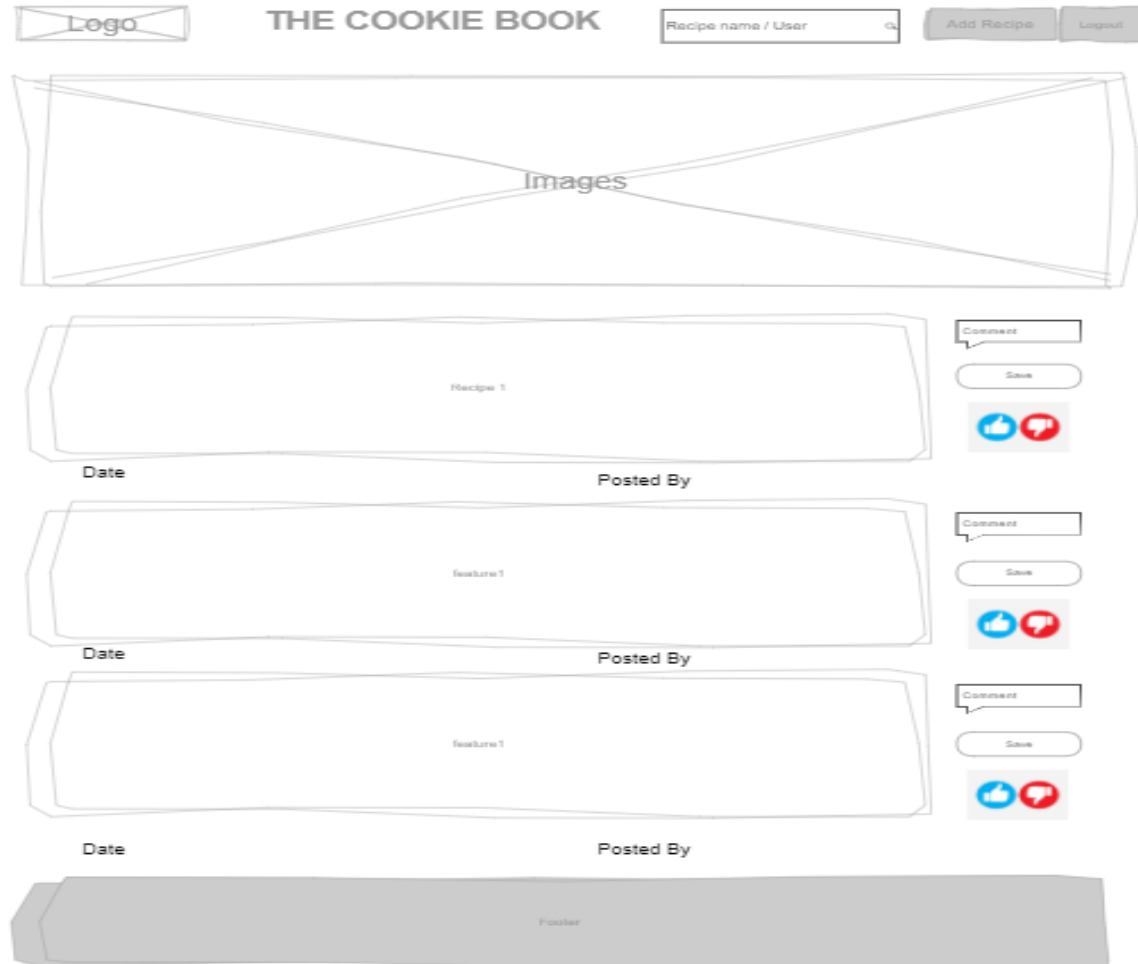 Logo
THE COOKIE BOOK
Recipe name / User
Add Recipe
Logout
Images
Recipe 1
Comment
Save
Date
Posted By
feature1
Comment
Save
Date
Posted By
feature1
Comment
Save
Date
Posted By
Footer